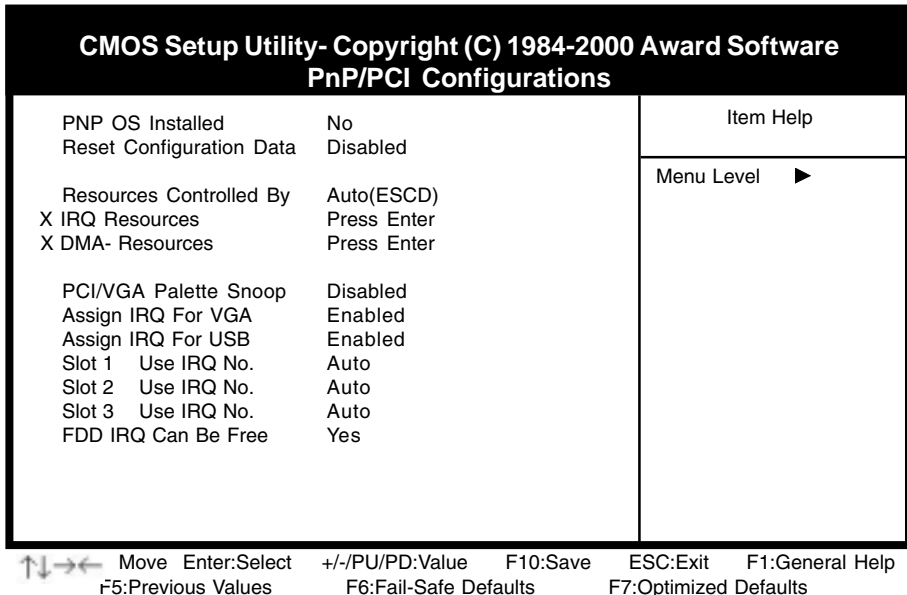 CMOS Setup Utility- Copyright (C) 1984-2000 Award Software
PnP/PCI Configurations
PNP OS Installed No
Reset Configuration Data Disabled
Resources Controlled By Auto(ESCD)
X IRQ Resources Press Enter
X DMA- Resources Press Enter
PCI/VGA Palette Snoop Disabled
Assign IRQ For VGA Enabled
Assign IRQ For USB Enabled
Slot 1 Use IRQ No. Auto
Slot 2 Use IRQ No. Auto
Slot 3 Use IRQ No. Auto
FDD IRQ Can Be Free Yes
Item Help
Menu Level ▶
↑↓→← Move Enter:Select +/-/PU/PD:Value F10:Save ESC:Exit F1:General Help
F5:Previous Values F6:Fail-Safe Defaults F7:Optimized Defaults